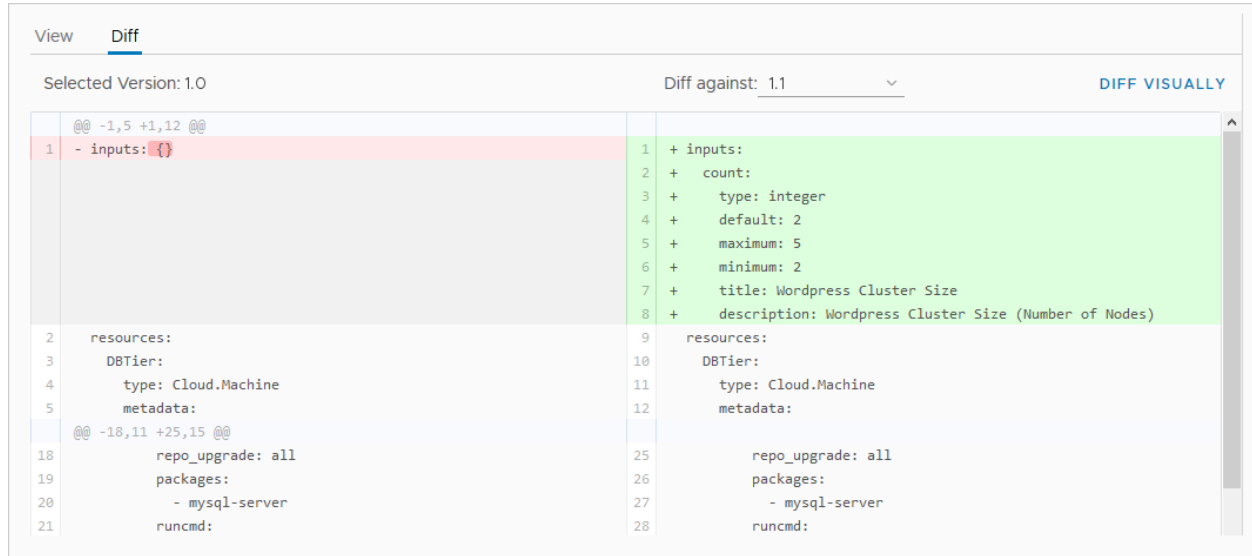 View Diff
Selected Version: 1.0 Diff against: 1.1 DIFF VISUALLY
@@ -1,5 +1,12 @@
1 - inputs: {}
2 resources:
3 DBTier:
4 type: Cloud.Machine
5 metadata:
@@ -18,11 +25,15 @@
18 repo_upgrade: all
19 packages:
20 - mysql-server
21 runcmd:
1 + inputs:
2 + count:
3 + type: integer
4 + default: 2
5 + maximum: 5
6 + minimum: 2
7 + title: Wordpress Cluster Size
8 + description: Wordpress Cluster Size (Number of Nodes)
9 resources:
10 DBTier:
11 type: Cloud.Machine
12 metadata:
25 repo_upgrade: all
26 packages:
27 - mysql-server
28 runcmd: